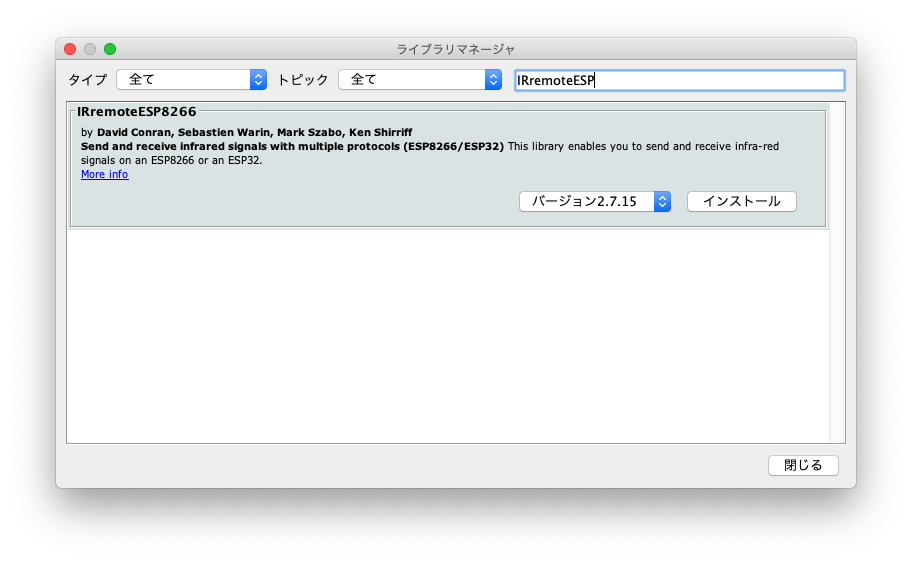 ライブラリマネージャ
タイプ 全て トピック 全て IRremoteESP
IRremoteESP8266
by David Conran, Sebastien Warin, Mark Szabo, Ken Shirriff
Send and receive infrared signals with multiple protocols (ESP8266/ESP32) This library enables you to send and receive infra-red
signals on an ESP8266 or an ESP32.
More info
バージョン2.7.15 インストール
閉じる